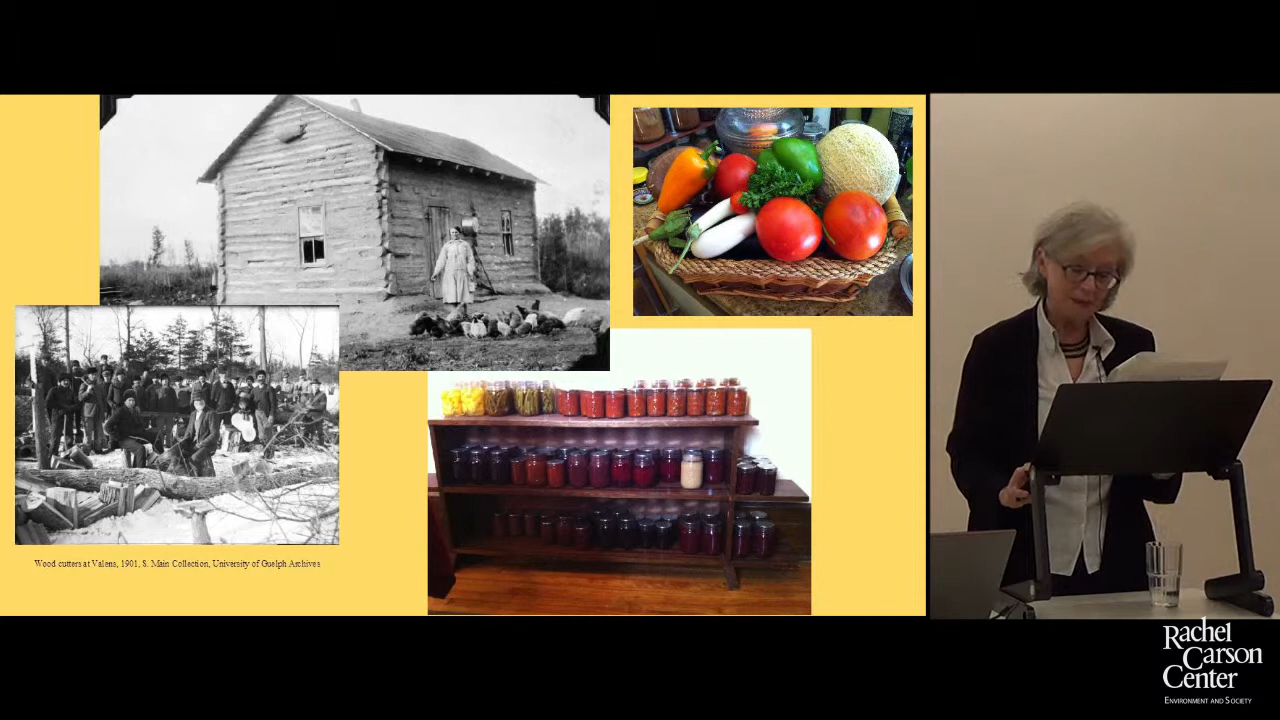 Wood cutters at Valens, 1901, S. Main Collection, University of Guelph Archives
Rachel
Carson
Center
ENVIRONMENT AND SOCIETY